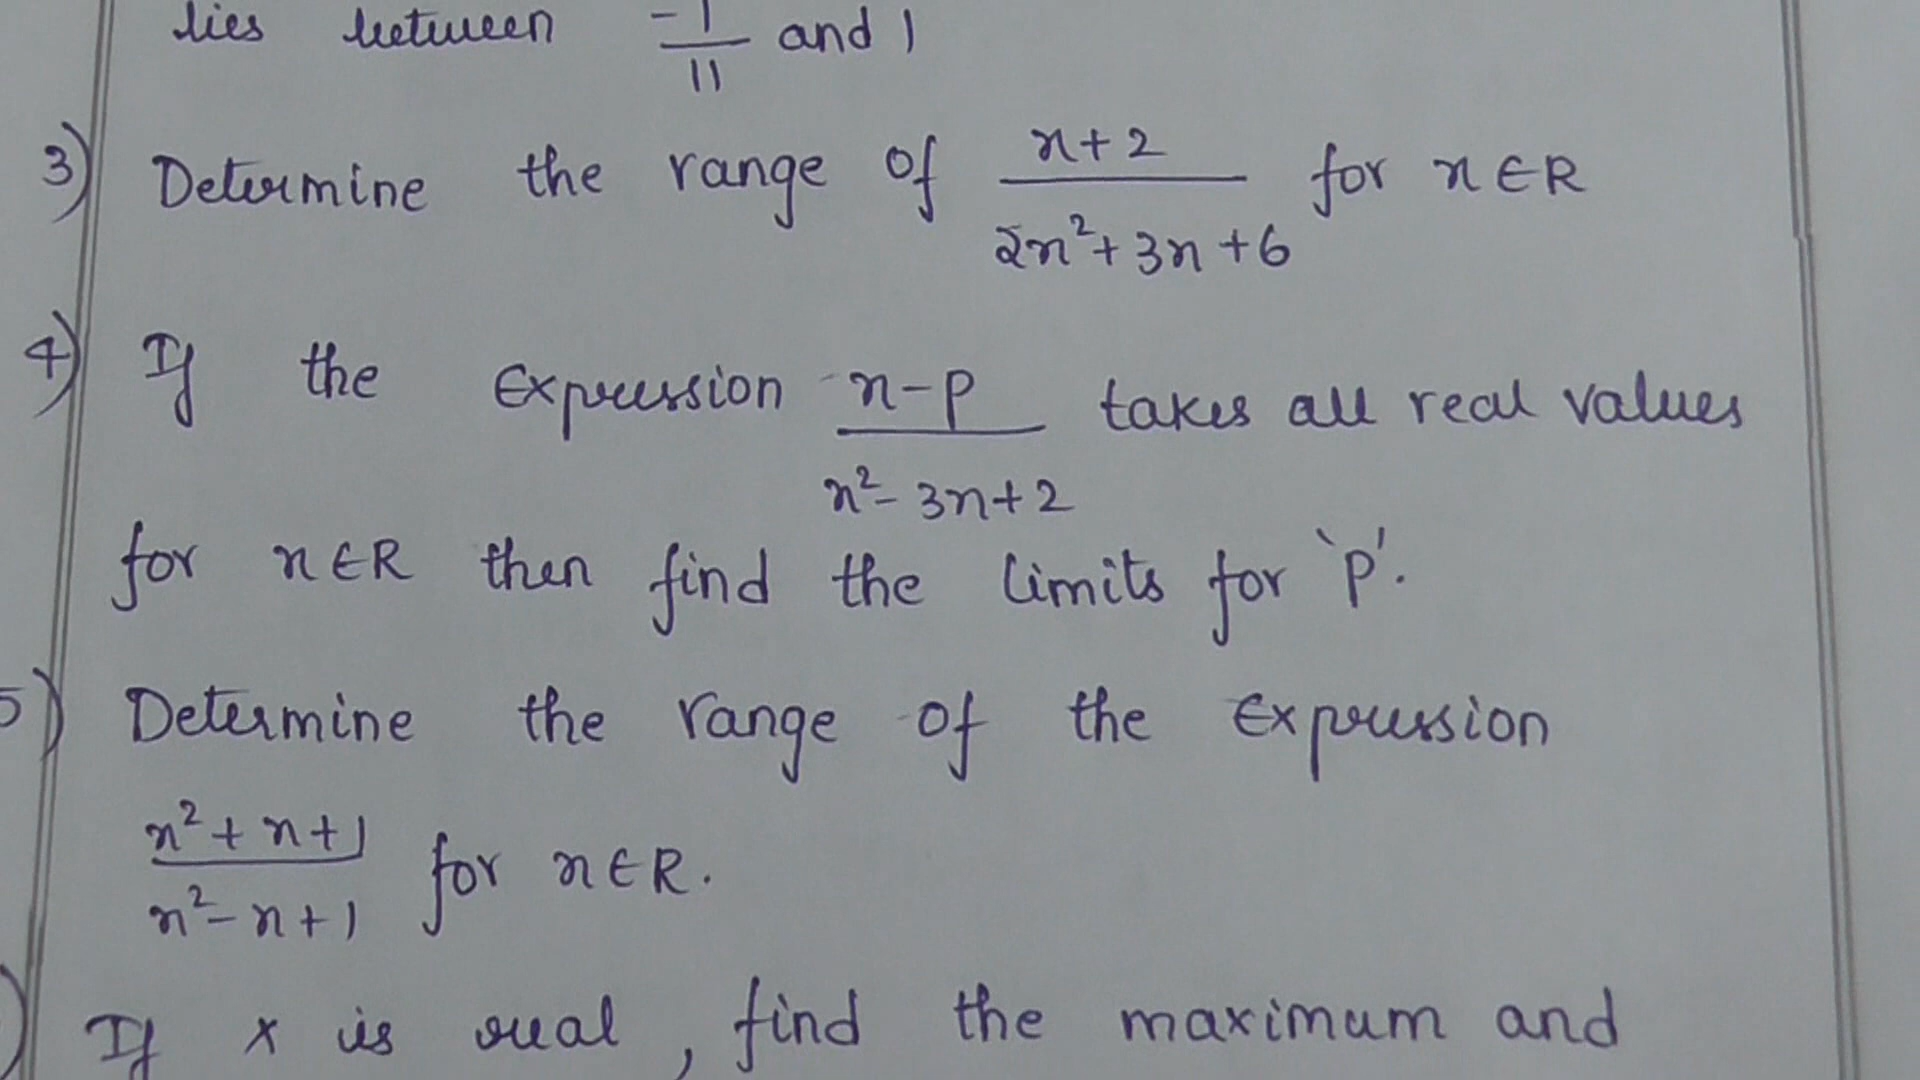 lies between -1/11 and 1
3) Determine the range of x+2/2x²+3x+6 for x∈R
4) If the Expression x-p/x²-3x+2 takes all real values
for x∈R then find the limits for 'p'.
5) Determine the range of the Expression
x²+x+1/x²-x+1 for x∈R.
) If x is real, find the maximum and